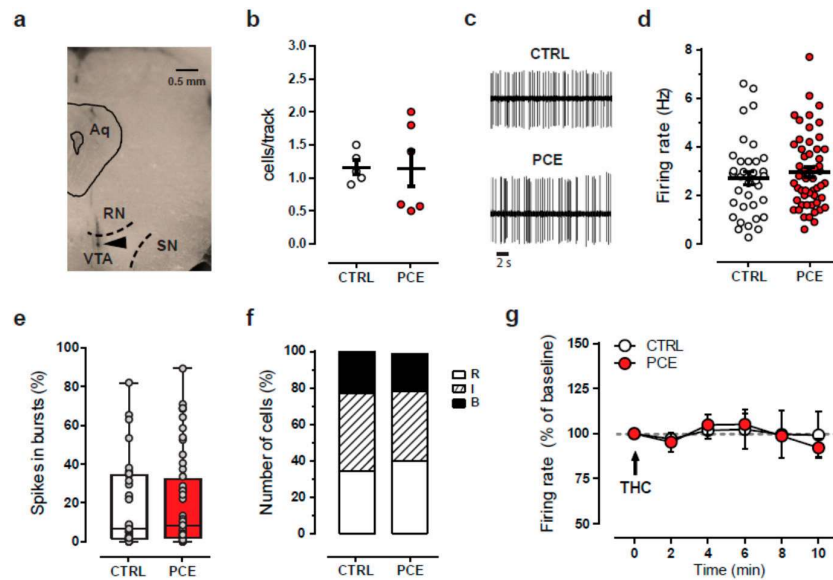 a
0.5 mm
Aq
RN
VTA
SN
b
cells/track
3.0
2.5
2.0
1.5
1.0
0.5
0.0
CTRL PCE
c
CTRL
PCE
2 s
d
Firing rate (Hz)
8
6
4
2
0
CTRL PCE
e
Spikes in bursts (%)
100
80
60
40
20
0
CTRL PCE
f
Number of cells (%)
100
80
60
40
20
0
CTRL PCE
R
I
B
g
Firing rate (% of baseline)
150
125
100
75
50
CTRL
PCE
THC
0 2 4 6 8 10
Time (min)